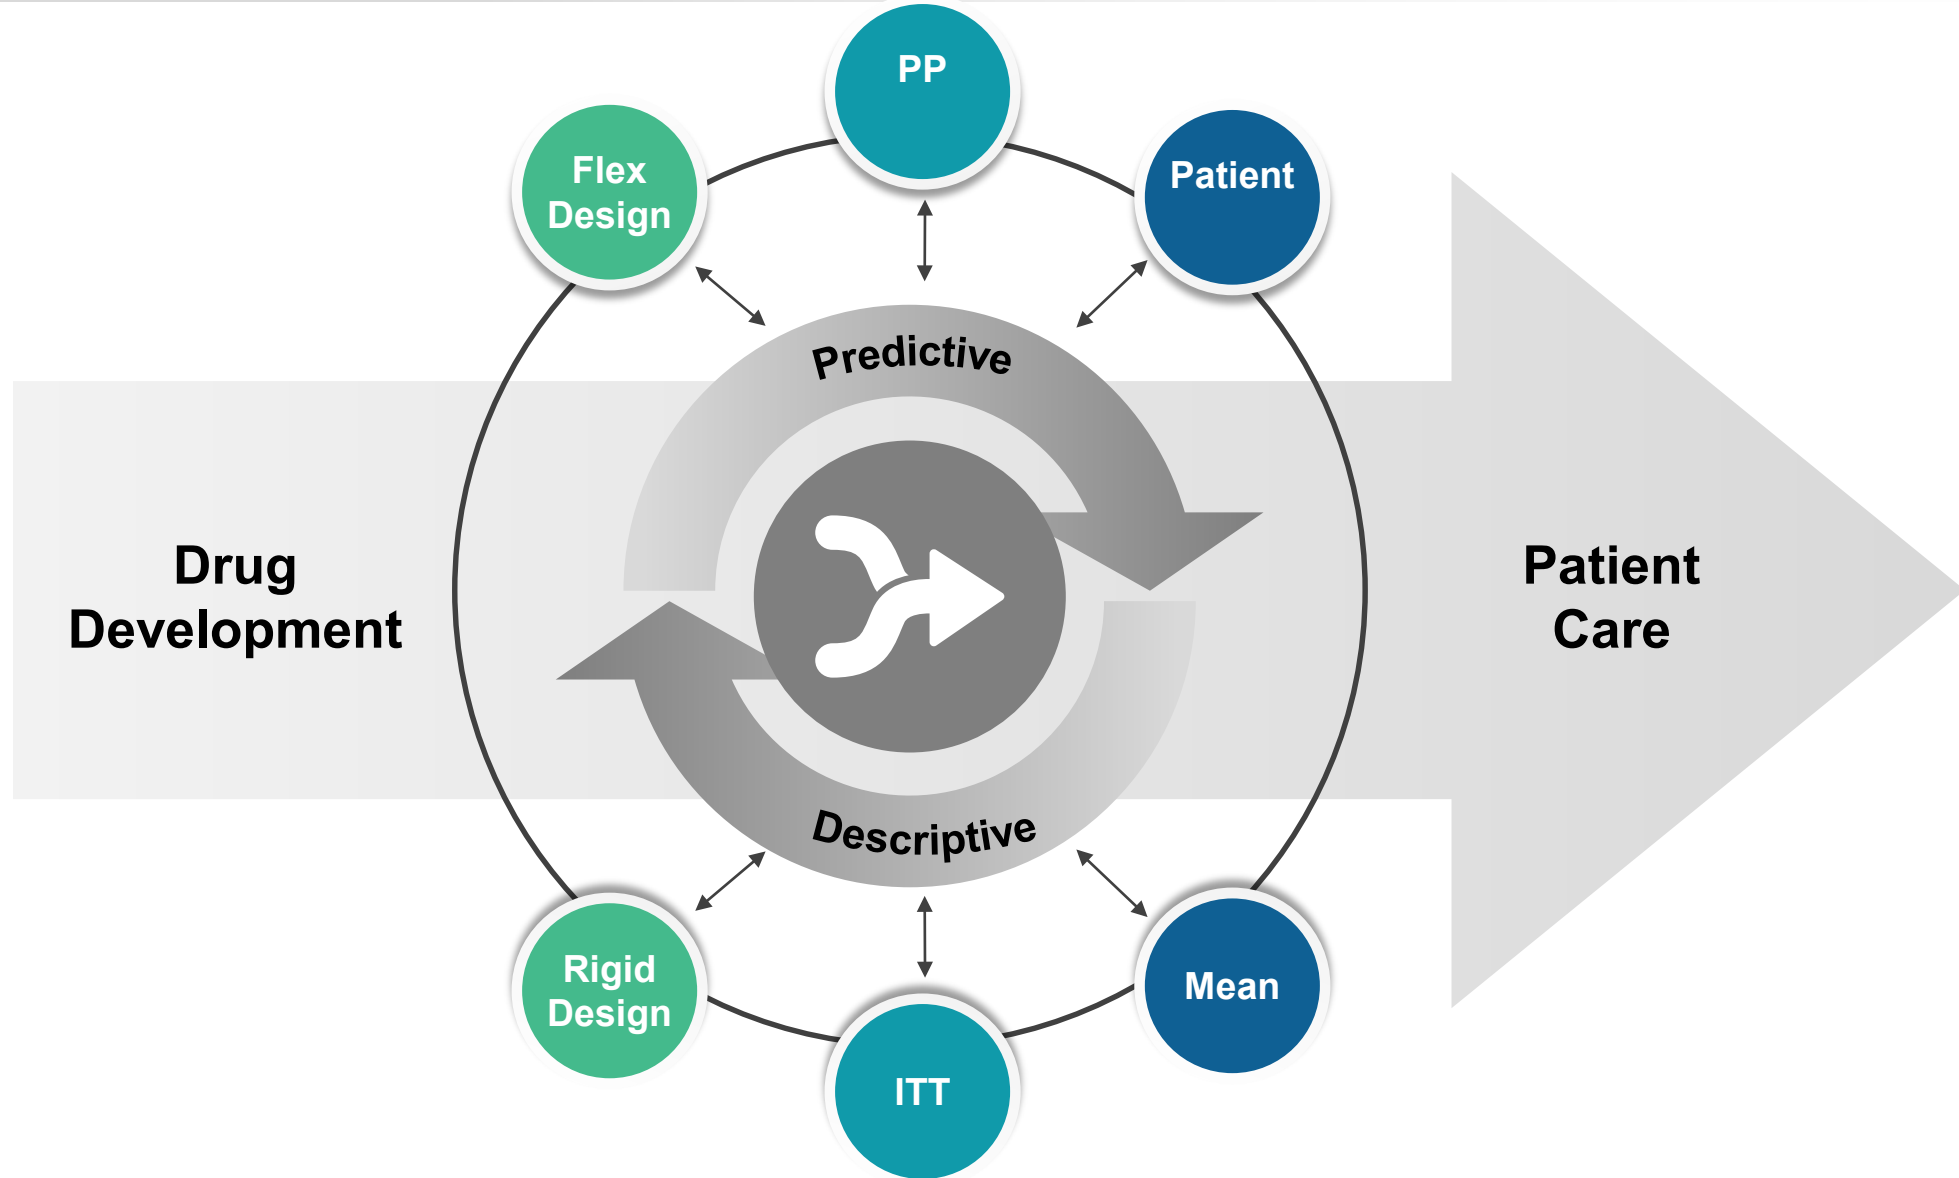 PP
Flex
Design
Patient
Predictive
Drug
Development
Patient
Care
Descriptive
Rigid
Design
Mean
ITT